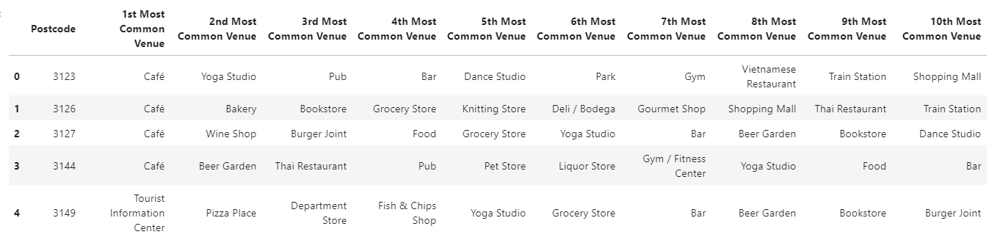 Postcode 1st Most Common Venue 2nd Most Common Venue 3rd Most Common Venue 4th Most Common Venue 5th Most Common Venue 6th Most Common Venue 7th Most Common Venue 8th Most Common Venue 9th Most Common Venue 10th Most Common Venue
0 3123 Café Yoga Studio Pub Bar Dance Studio Park Gym Vietnamese Restaurant Train Station Shopping Mall
1 3126 Café Bakery Bookstore Grocery Store Knitting Store Deli / Bodega Gourmet Shop Shopping Mall Thai Restaurant Train Station
2 3127 Café Wine Shop Burger Joint Food Grocery Store Yoga Studio Bar Beer Garden Bookstore Dance Studio
3 3144 Café Beer Garden Thai Restaurant Pub Pet Store Liquor Store Gym / Fitness Center Yoga Studio Food Bar
4 3149 Tourist Information Center Pizza Place Department Store Fish & Chips Shop Yoga Studio Grocery Store Bar Beer Garden Bookstore Burger Joint